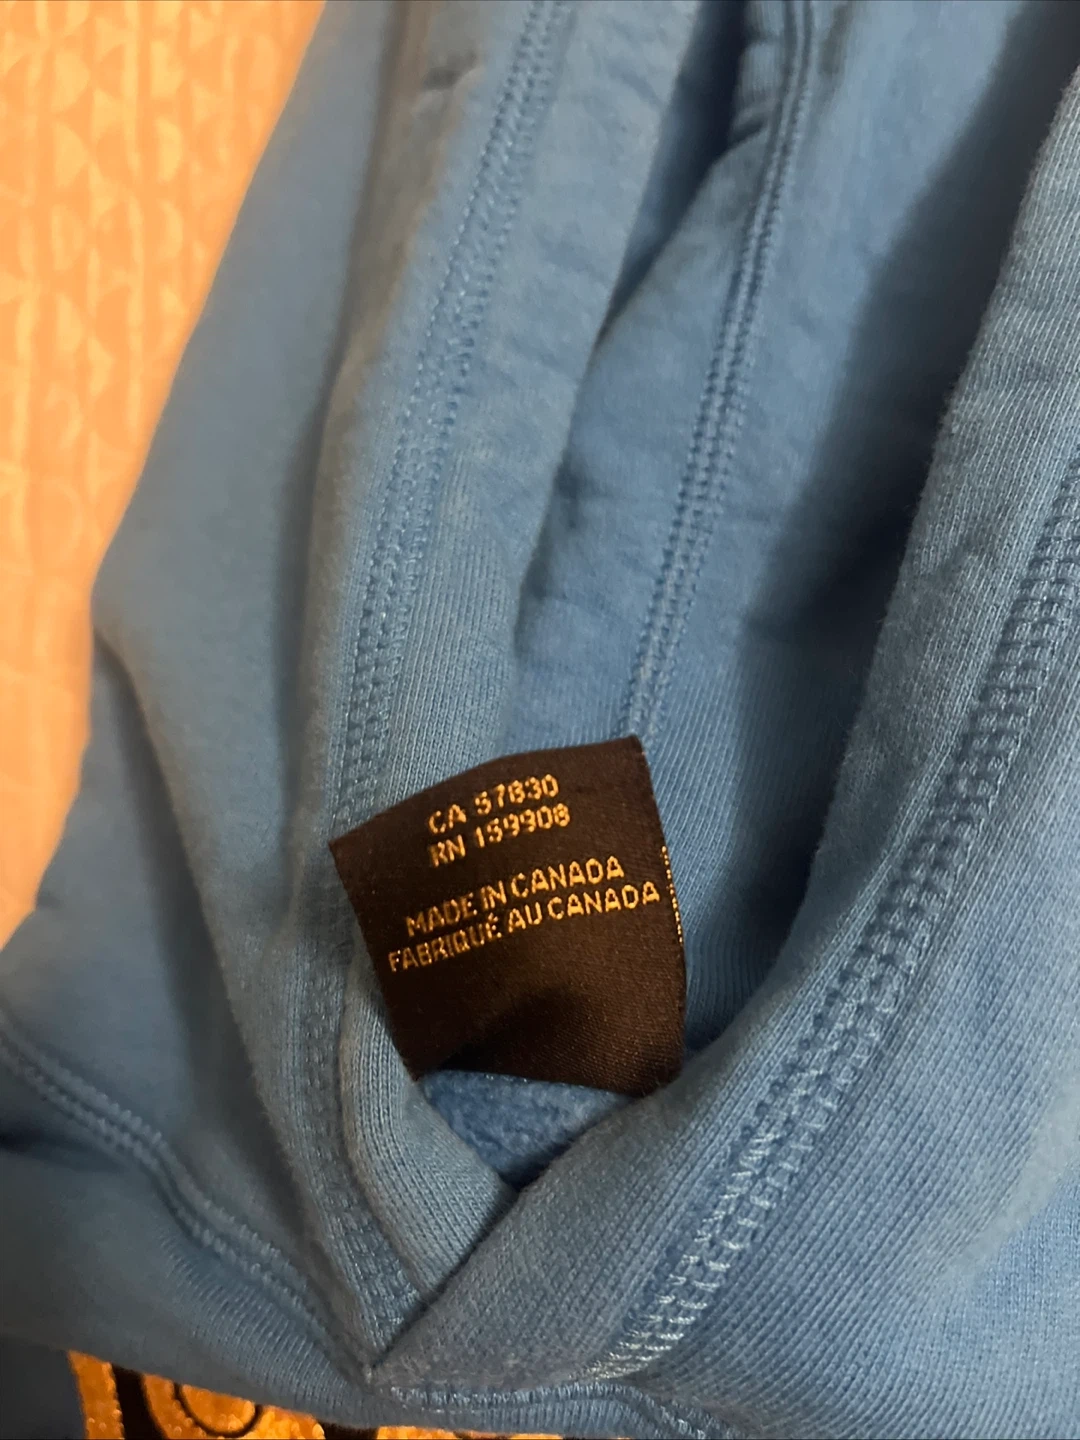 CA 57830
RN 159908
MADE IN CANADA
FABRIQUÉ AU CANADA